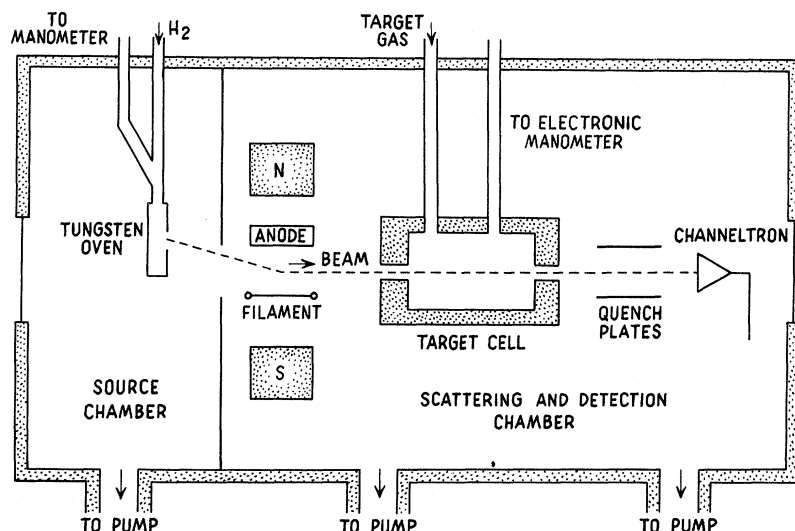 TO
MANOMETER
H2
TARGET
GAS
TO ELECTRONIC
MANOMETER
N
TUNGSTEN
OVEN
ANODE
BEAM
CHANNELTRON
FILAMENT
QUENCH
PLATES
TARGET CELL
S
SOURCE
CHAMBER
SCATTERING AND DETECTION
CHAMBER
TO PUMP
TO PUMP
TO PUMP